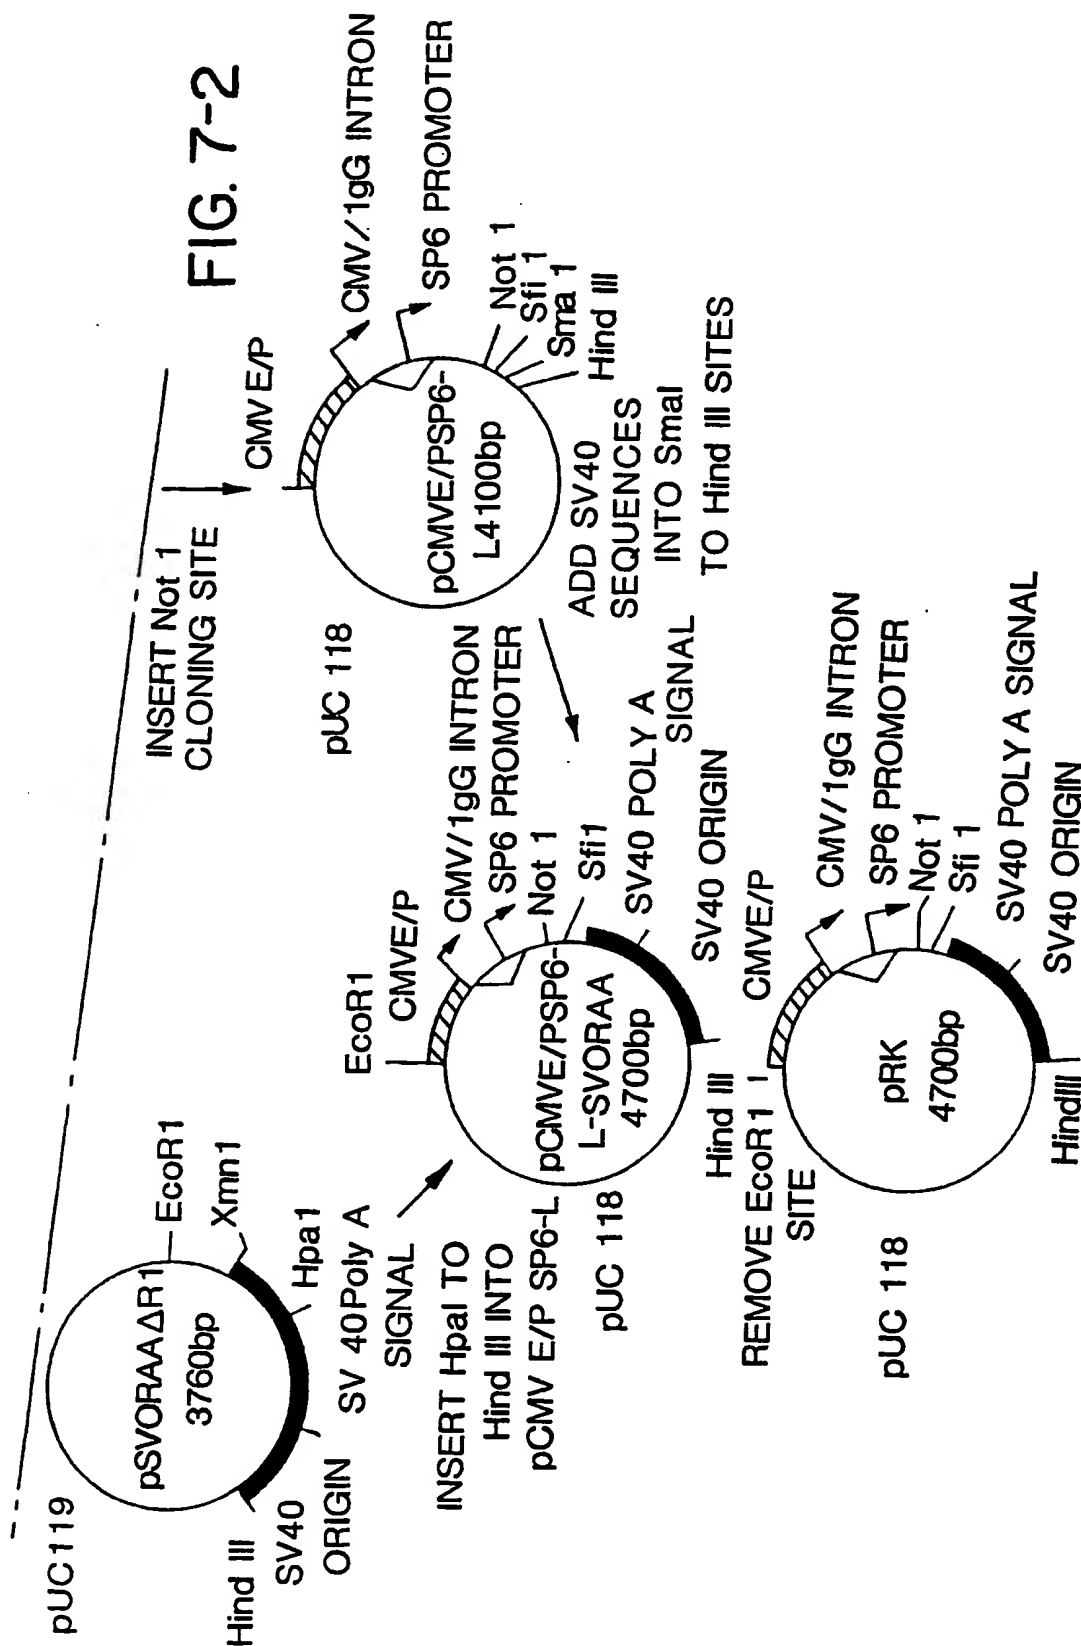 FIG. 7-2
INSERT Not 1
CLONING SITE
CMV E/P
CMV/1gG INTRON
SP6 PROMOTER
pCMVE/PSP6-
L4100bp
Not 1
Sfi 1
Sma 1
Hind III
pUC 118
ADD SV40
SEQUENCES
INTO SmaI
TO Hind III SITES
pUC119
pSVORAAΔR1
3760bp
EcoR1
Xmn1
Hpa1
SV 40Poly A
SIGNAL
SV40
ORIGIN
Hind III
INSERT HpaI TO
Hind III INTO
pCMV E/P SP6-L
EcoR1
CMVE/P
CMV/1gG INTRON
SP6 PROMOTER
Not 1
Sfi1
SV40 POLY A
SIGNAL
SV40 ORIGIN
pCMVE/PSP6-
L-SVORAA
4700bp
Hind III
pUC 118
REMOVE EcoR1
SITE
CMVE/P
CMV/1gG INTRON
SP6 PROMOTER
Not 1
Sfi 1
SV40 POLY A SIGNAL
SV40 ORIGIN
pRK
4700bp
HindIII
pUC 118